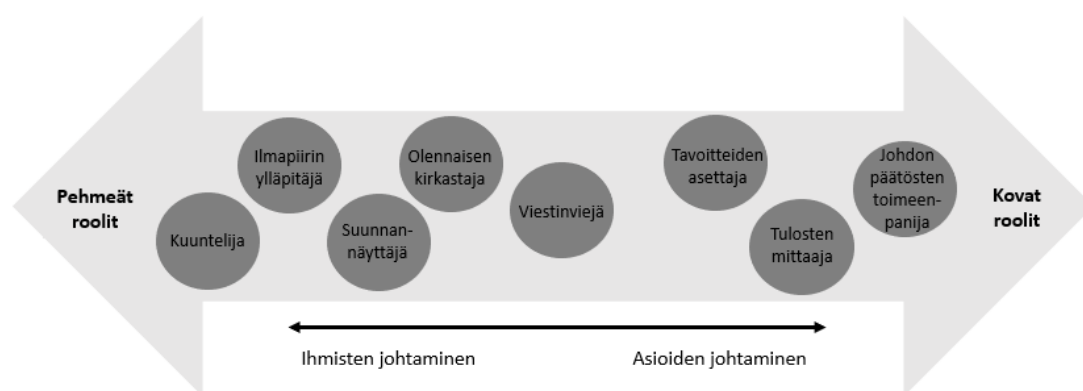 Pehmeät
roolit
Kuuntelija
Ilmapiirin
ylläpitäjä
Suunnan-
näyttäjä
Olennaisen
kirkastaja
Viestinviejä
Tavoitteiden
asettaja
Tulosten
mittaaja
Johdon
päätösten
toimeen-
panija
Kovat
roolit
Ihmisten johtaminen
Asioiden johtaminen